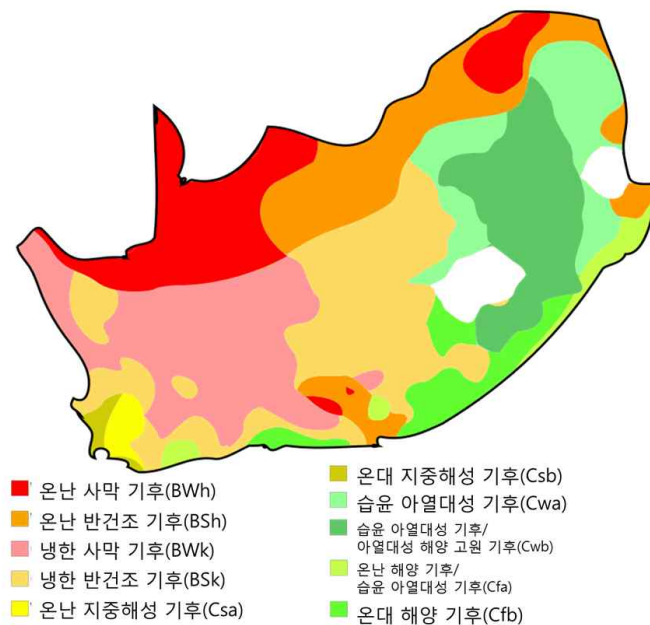 온난 사막 기후(BWh)
온난 반건조 기후(BSh)
냉한 사막 기후(BWk)
냉한 반건조 기후(BSk)
온난 지중해성 기후(Csa)
온대 지중해성 기후(Csb)
습윤 아열대성 기후(Cwa)
습윤 아열대성 기후/
아열대성 해양 고원 기후(Cwb)
온난 해양 기후/
습윤 아열대성 기후(Cfa)
온대 해양 기후(Cfb)